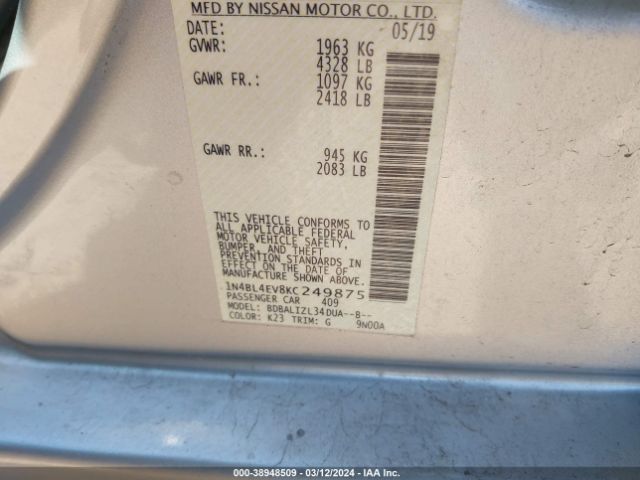 MFD BY NISSAN MOTOR CO., LTD.
DATE: 05/19
GVWR: 1963 KG
4328 LB
GAWR FR.: 1097 KG
2418 LB
GAWR RR.: 945 KG
2083 LB
THIS VEHICLE CONFORMS TO
ALL APPLICABLE FEDERAL
MOTOR VEHICLE SAFETY,
BUMPER, AND THEFT
PREVENTION STANDARDS IN
EFFECT ON THE DATE OF
MANUFACTURE SHOWN ABOVE.
1N4BL4EV8KC249875
PASSENGER CAR 409
MODEL: BDBALIZL34DUA--B--
COLOR: K23 TRIM: G 9N00A
000-38948509 - 03/12/2024 - IAA Inc.